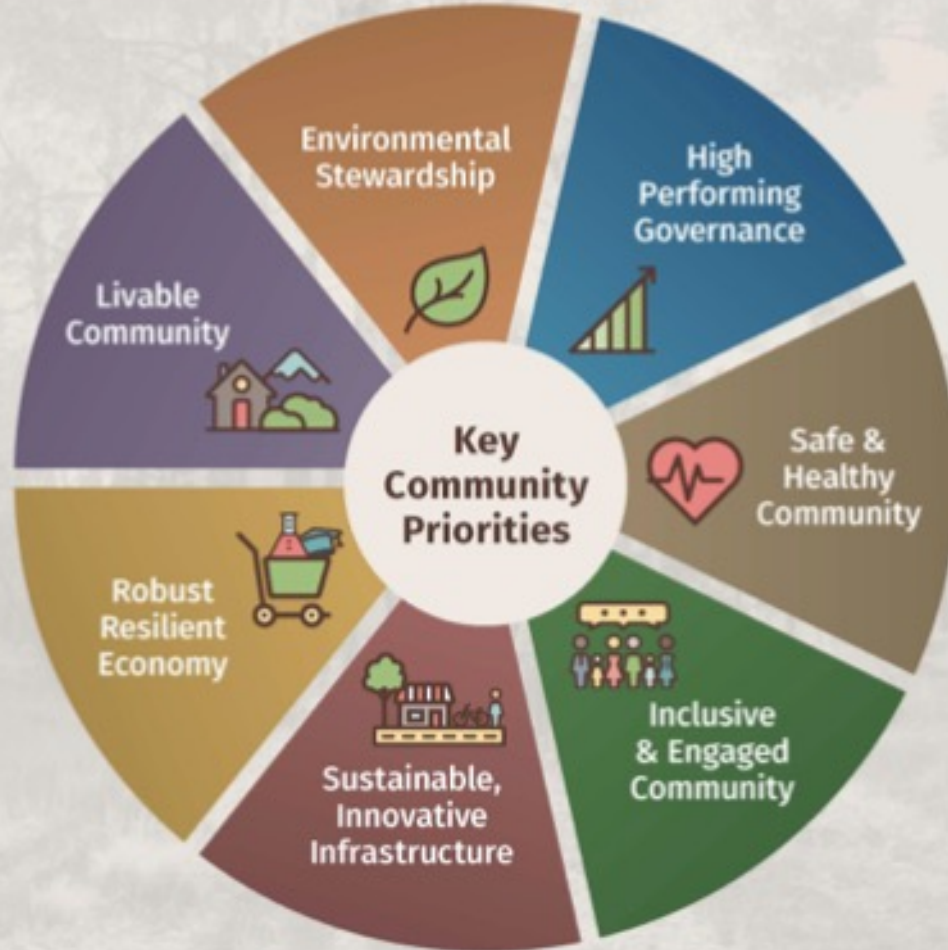 Environmental
Stewardship
High
Performing
Governance
Livable
Community
Key
Community
Priorities
Safe &
Healthy
Community
Robust
Resilient
Economy
Inclusive
& Engaged
Community
Sustainable,
Innovative
Infrastructure